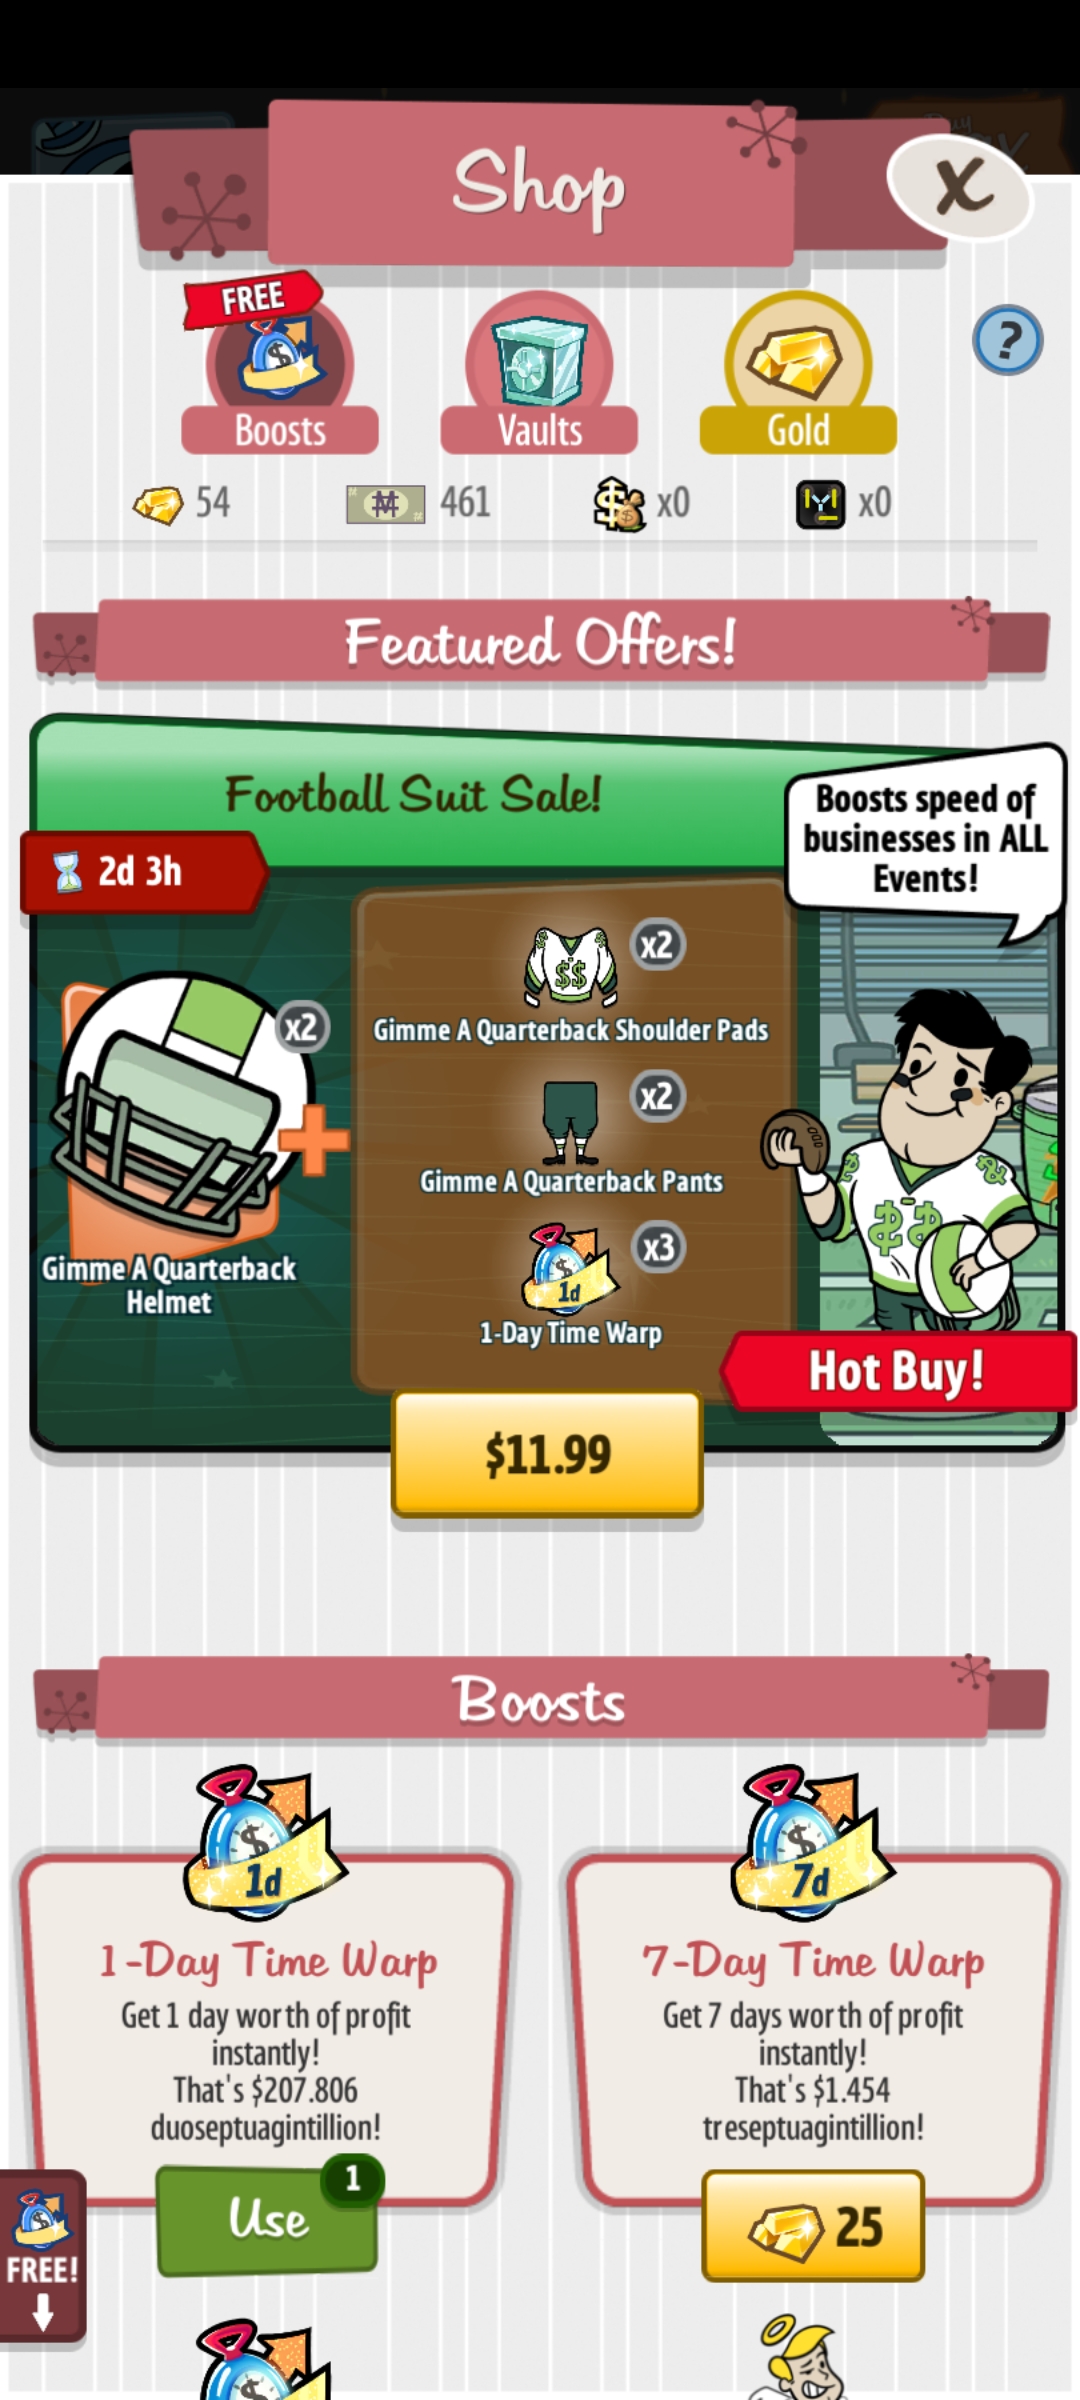 Shop
X
FREE
?
Boosts
Vaults
Gold
54
461
x0
x0
Featured Offers!
Football Suit Sale!
Boosts speed of
businesses in ALL
Events!
2d 3h
x2
x2
Gimme A Quarterback Shoulder Pads
x2
Gimme A Quarterback Pants
Gimme A Quarterback
Helmet
x3
1d
1-Day Time Warp
Hot Buy!
$11.99
Boosts
1d
7d
1-Day Time Warp
Get 1 day worth of profit
instantly!
That's $207.806
duoseptuagintillion!
7-Day Time Warp
Get 7 days worth of profit
instantly!
That's $1.454
treseptuagintillion!
1
Use
25
FREE!